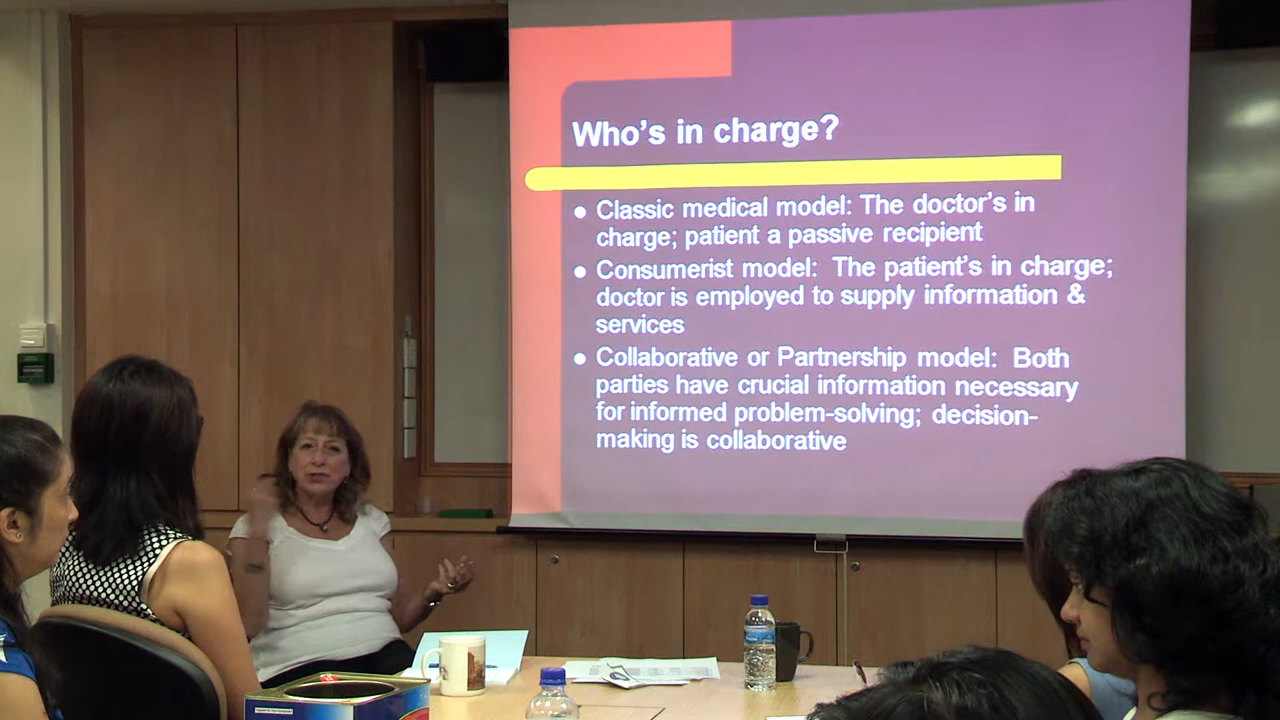 Who's in charge?
● Classic medical model: The doctor's in
charge; patient a passive recipient
● Consumerist model: The patient's in charge;
doctor is employed to supply information &
services
● Collaborative or Partnership model: Both
parties have crucial information necessary
for informed problem-solving; decision-
making is collaborative